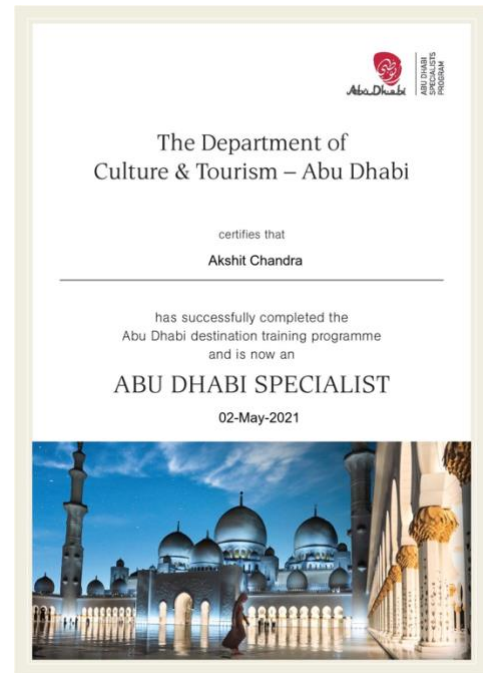 Abu Dhabi
ABU DHABI
SPECIALISTS
PROGRAM
The Department of
Culture & Tourism – Abu Dhabi
certifies that
Akshit Chandra
has successfully completed the
Abu Dhabi destination training programme
and is now an
ABU DHABI SPECIALIST
02-May-2021